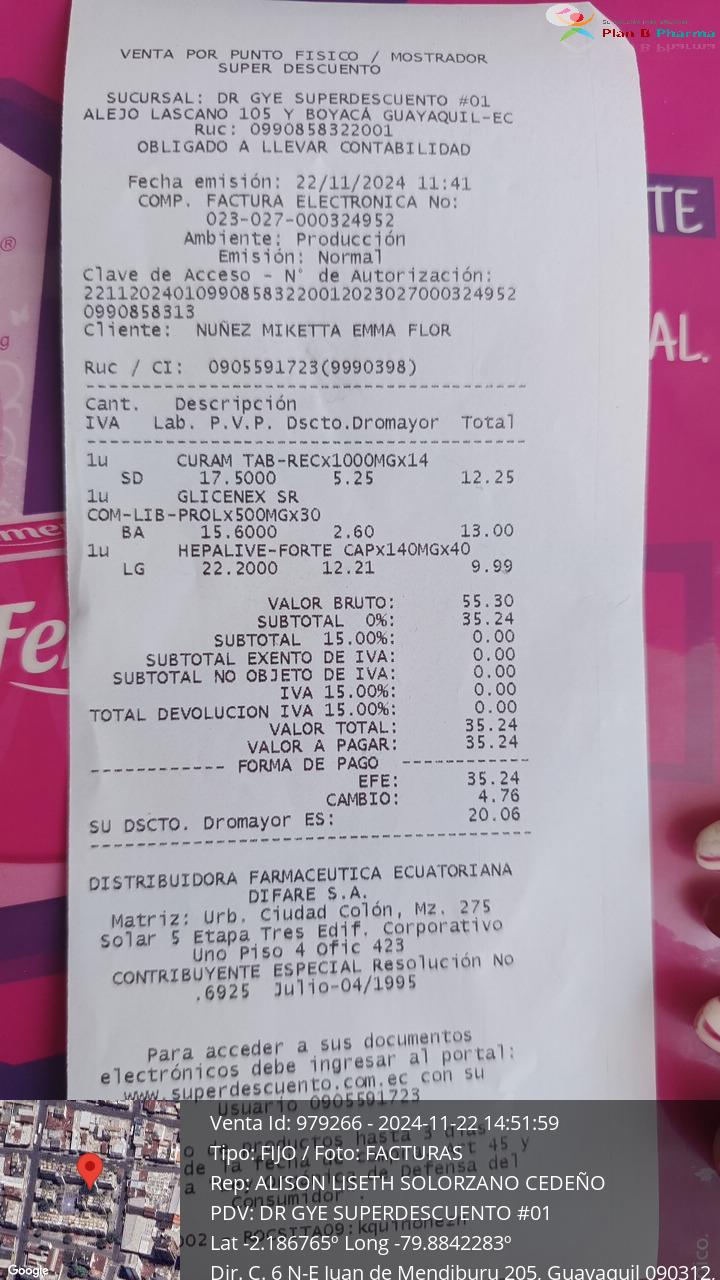 Plan B Pharma
VENTA POR PUNTO FISICO / MOSTRADOR
SUPER DESCUENTO
SUCURSAL: DR GYE SUPERDESCUENTO #01
ALEJO LASCANO 105 Y BOYACÁ GUAYAQUIL-EC
Ruc: 0990858322001
OBLIGADO A LLEVAR CONTABILIDAD
Fecha emisión: 22/11/2024 11:41
COMP. FACTURA ELECTRONICA No:
023-027-000324952
Ambiente: Producción
Emisión: Normal
Clave de Acceso - N° de Autorización:
221120240109908583220012023027000324952
0990858313
Cliente: NUÑEZ MIKETTA EMMA FLOR
Ruc / CI: 0905591723(9990398)
Cant. Descripción
IVA Lab. P.V.P. Dscto.Dromayor Total
1u CURAM TAB-RECx1000MGx14
SD 17.5000 5.25 12.25
1u GLICENEX SR
COM-LIB-PROLx500MGx30
BA 15.6000 2.60 13.00
1u HEPALIVE-FORTE CAPx140MGx40
LG 22.2000 12.21 9.99
VALOR BRUTO: 55.30
SUBTOTAL 0%: 35.24
SUBTOTAL 15.00%: 0.00
SUBTOTAL EXENTO DE IVA: 0.00
SUBTOTAL NO OBJETO DE IVA: 0.00
IVA 15.00%: 0.00
TOTAL DEVOLUCION IVA 15.00%: 0.00
VALOR TOTAL: 35.24
VALOR A PAGAR: 35.24
------------ FORMA DE PAGO ------------
EFE: 35.24
CAMBIO: 4.76
SU DSCTO. Dromayor ES: 20.06
DISTRIBUIDORA FARMACEUTICA ECUATORIANA
DIFARE S.A.
Matriz: Urb. Ciudad Colón, Mz. 275
Solar 5 Etapa Tres Edif. Corporativo
Uno Piso 4 Ofic 423
CONTRIBUYENTE ESPECIAL Resolución No
.6925 Julio-04/1995
Para acceder a sus documentos
electrónicos debe ingresar al portal:
www.superdescuento.com.ec con su
Usuario 0905591723
Venta Id: 979266 - 2024-11-22 14:51:59
Tipo: FIJO / Foto: FACTURAS
Rep: ALISON LISETH SOLORZANO CEDEÑO
PDV: DR GYE SUPERDESCUENTO #01
Lat -2.186765º Long -79.8842283º
Dir. C. 6 N-E Juan de Mendiburu 205, Guayaquil 090312
Google
TE
AL.
Fe